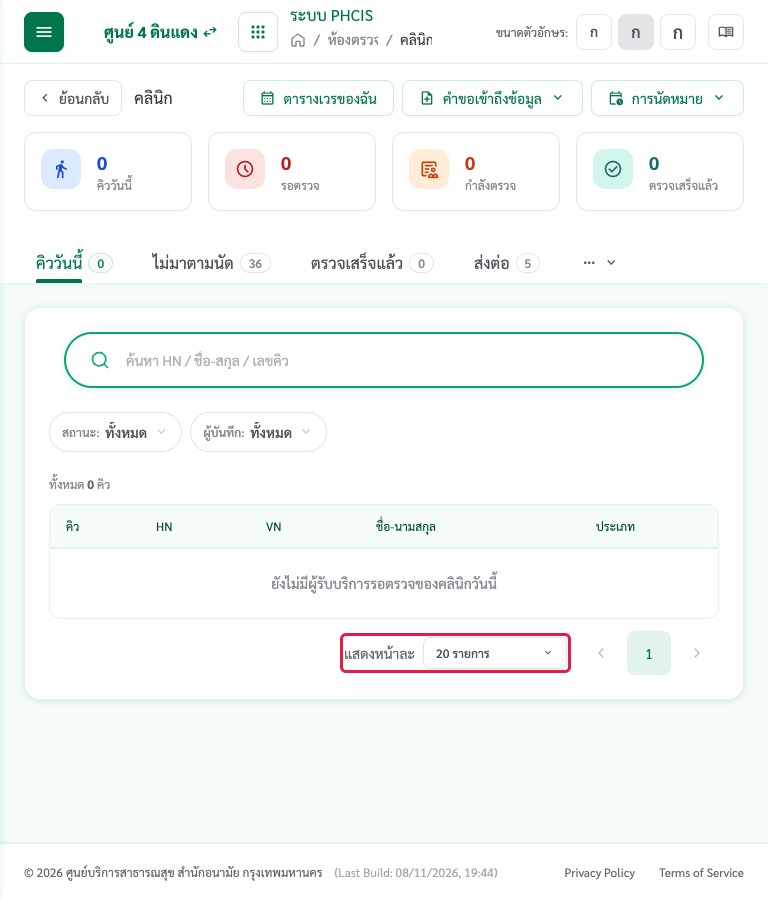 ศูนย์ 4 ดินแดง
ระบบ PHCIS
/ ห้องตรวจ / คลินิก
ขนาดตัวอักษร: ก ก ก
ย้อนกลับ
คลินิก
ตารางเวรของฉัน
คำขอเข้าถึงข้อมูล
การนัดหมาย
0
คิววันนี้
0
รอตรวจ
0
กำลังตรวจ
0
ตรวจเสร็จแล้ว
คิววันนี้ 0
ไม่มาตามนัด 36
ตรวจเสร็จแล้ว 0
ส่งต่อ 5
···
ค้นหา HN / ชื่อ-สกุล / เลขคิว
สถานะ: ทั้งหมด
ผู้บันทึก: ทั้งหมด
ทั้งหมด 0 คิว
คิว HN VN ชื่อ-นามสกุล ประเภท
ยังไม่มีผู้รับบริการรอตรวจของคลินิกวันนี้
แสดงหน้าละ 20 รายการ
1
© 2026 ศูนย์บริการสาธารณสุข สำนักอนามัย กรุงเทพมหานคร (Last Build: 08/11/2026, 19:44)
Privacy Policy Terms of Service